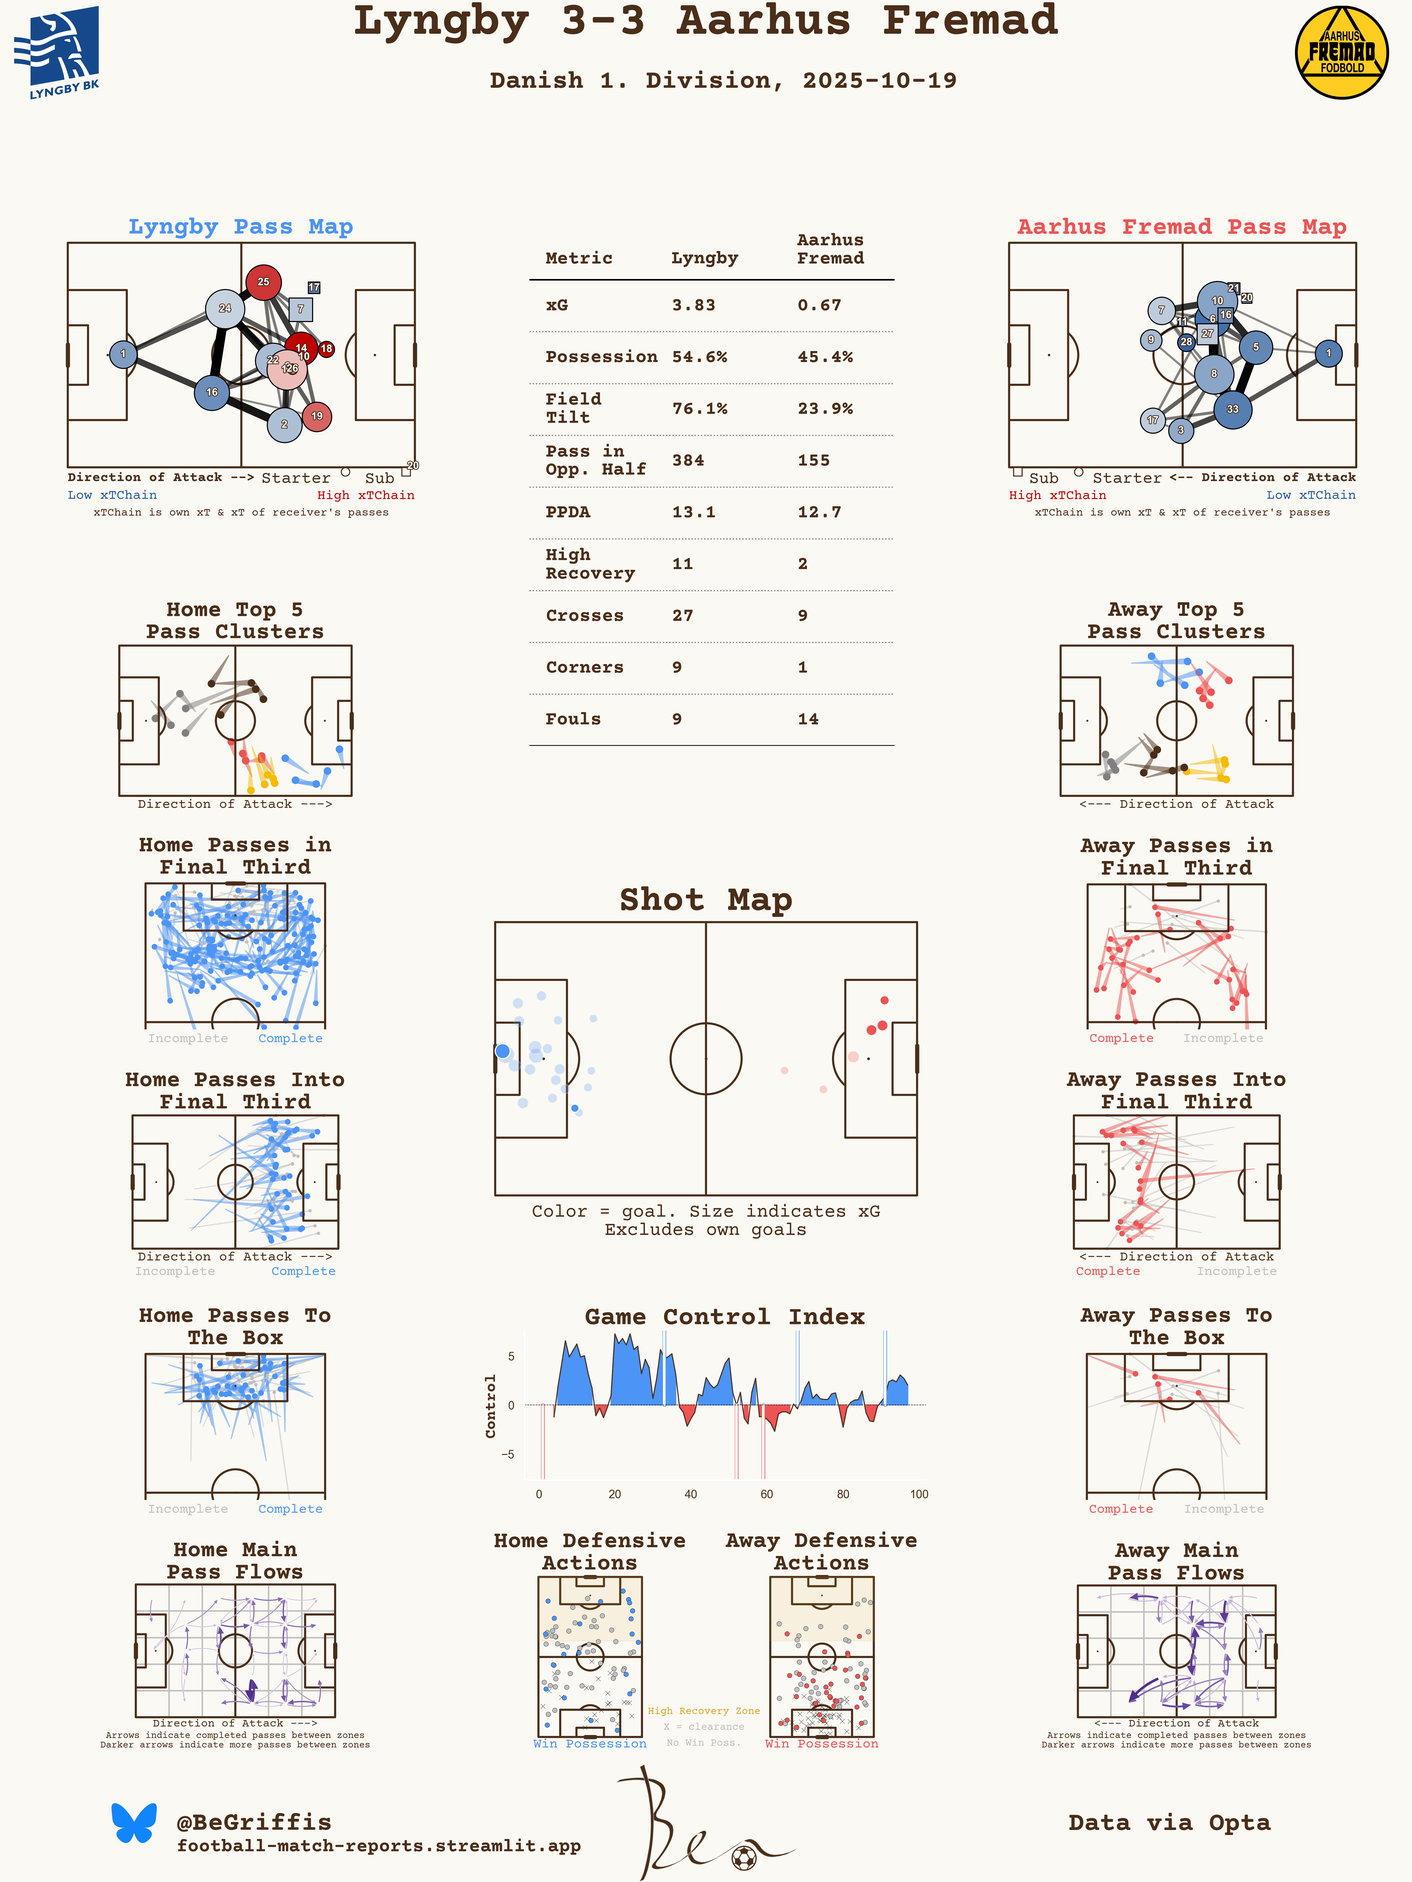 Lyngby 3-3 Aarhus Fremad
Danish 1. Division, 2025-10-19
LYNGBY BK
AARHUS
FREMAD
FODBOLD
Lyngby Pass Map
1
24
25
17
7
14
18
10
22
26
16
2
19
20
Direction of Attack --> Starter Sub
Low xTChain High xTChain
xTChain is own xT & xT of receiver's passes
Metric Lyngby Aarhus Fremad
xG 3.83 0.67
Possession 54.6% 45.4%
Field Tilt 76.1% 23.9%
Pass in Opp. Half 384 155
PPDA 13.1 12.7
High Recovery 11 2
Crosses 27 9
Corners 9 1
Fouls 9 14
Aarhus Fremad Pass Map
7
10
21
20
11
6
16
9
28
27
5
1
8
33
17
3
Sub Starter <-- Direction of Attack
High xTChain Low xTChain
xTChain is own xT & xT of receiver's passes
Home Top 5
Pass Clusters
Direction of Attack --->
Away Top 5
Pass Clusters
<--- Direction of Attack
Home Passes in
Final Third
Incomplete Complete
Away Passes in
Final Third
Complete Incomplete
Shot Map
Color = goal. Size indicates xG
Excludes own goals
Home Passes Into
Final Third
Direction of Attack --->
Incomplete Complete
Away Passes Into
Final Third
<--- Direction of Attack
Complete Incomplete
Home Passes To
The Box
Incomplete Complete
Game Control Index
Control
5
0
−5
0 20 40 60 80 100
Away Passes To
The Box
Complete Incomplete
Home Main
Pass Flows
Direction of Attack --->
Arrows indicate completed passes between zones
Darker arrows indicate more passes between zones
Home Defensive
Actions
Win Possession
High Recovery Zone
X = clearance
No Win Poss.
Away Defensive
Actions
Win Possession
Away Main
Pass Flows
<--- Direction of Attack
Arrows indicate completed passes between zones
Darker arrows indicate more passes between zones
@BeGriffis
football-match-reports.streamlit.app
Ben
Data via Opta